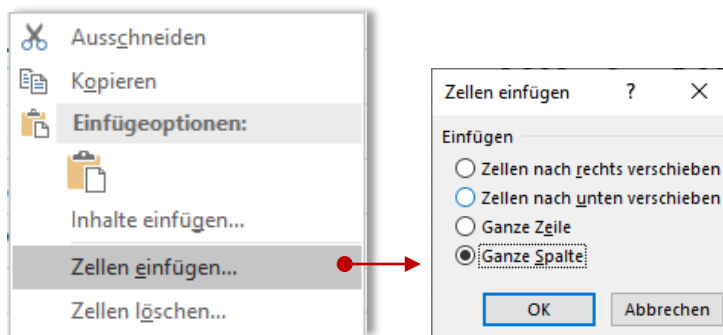 Ausschneiden
Kopieren
Einfügeoptionen:
Inhalte einfügen...
Zellen einfügen...
Zellen löschen...
Zellen einfügen ? X
Einfügen
Zellen nach rechts verschieben
Zellen nach unten verschieben
Ganze Zeile
Ganze Spalte
OK Abbrechen